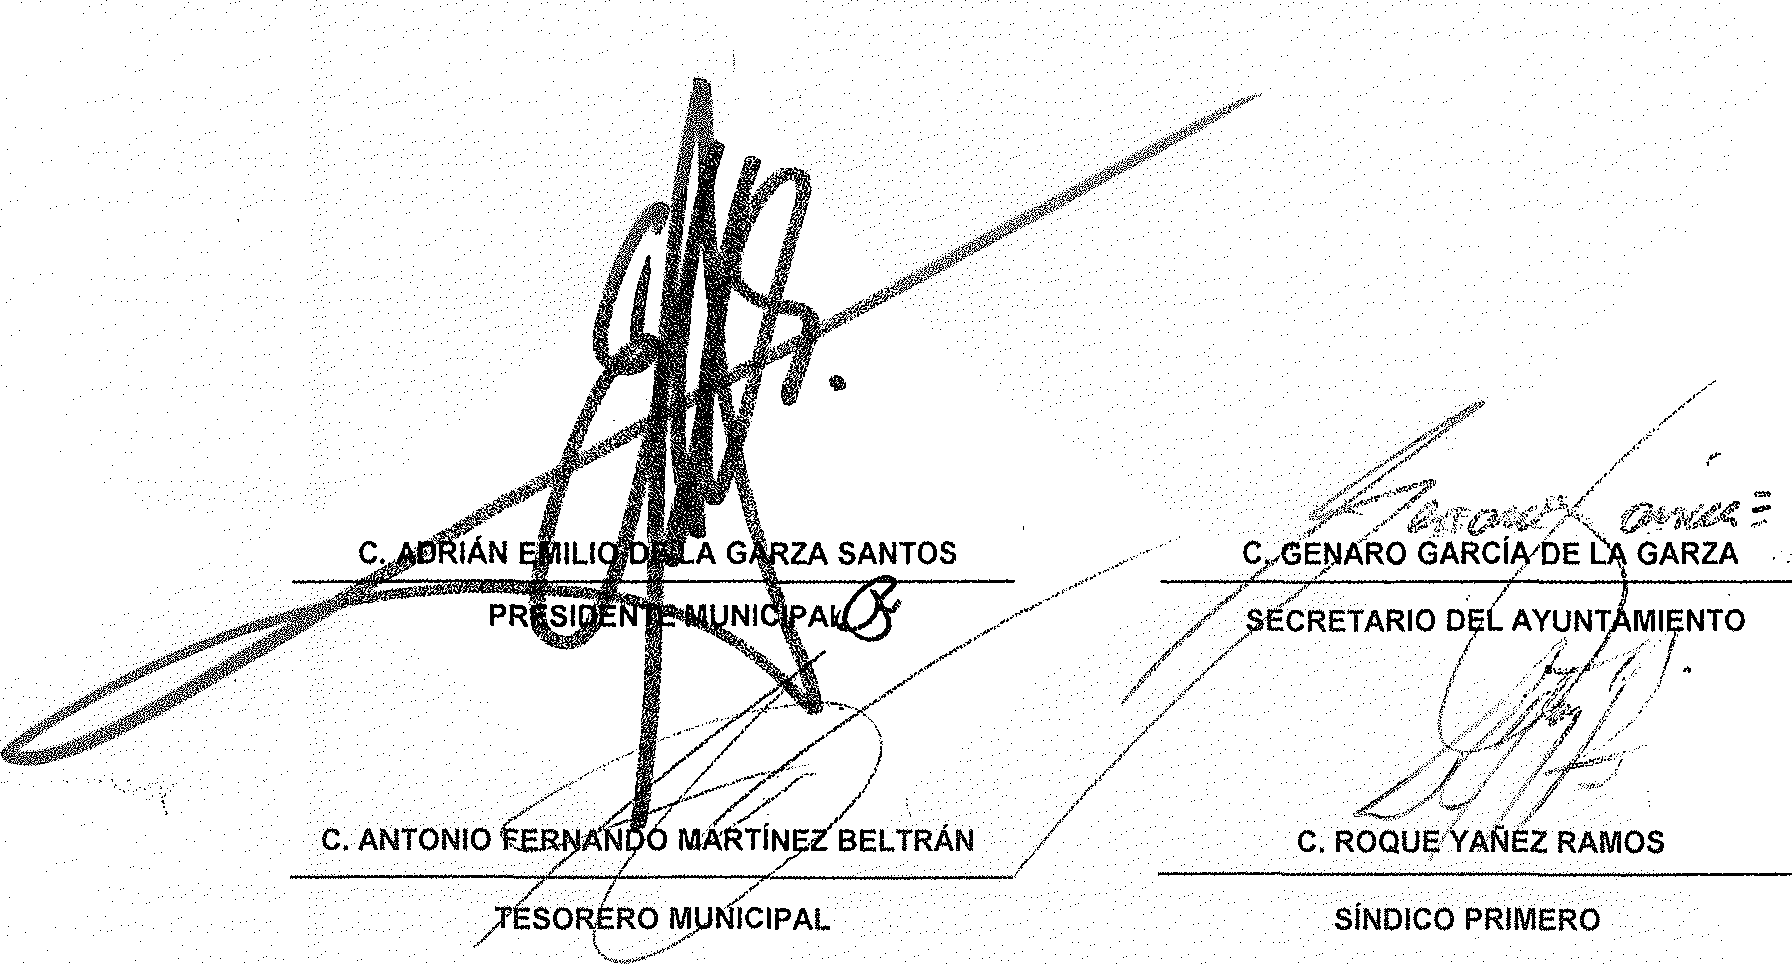 C. ADRIÁN EMILIO DE LA GARZA SANTOS
PRESIDENTE MUNICIPAL
C. GENARO GARCÍA DE LA GARZA
SECRETARIO DEL AYUNTAMIENTO
C. ANTONIO FERNANDO MARTÍNEZ BELTRÁN
TESORERO MUNICIPAL
C. ROQUE YAÑEZ RAMOS
SÍNDICO PRIMERO